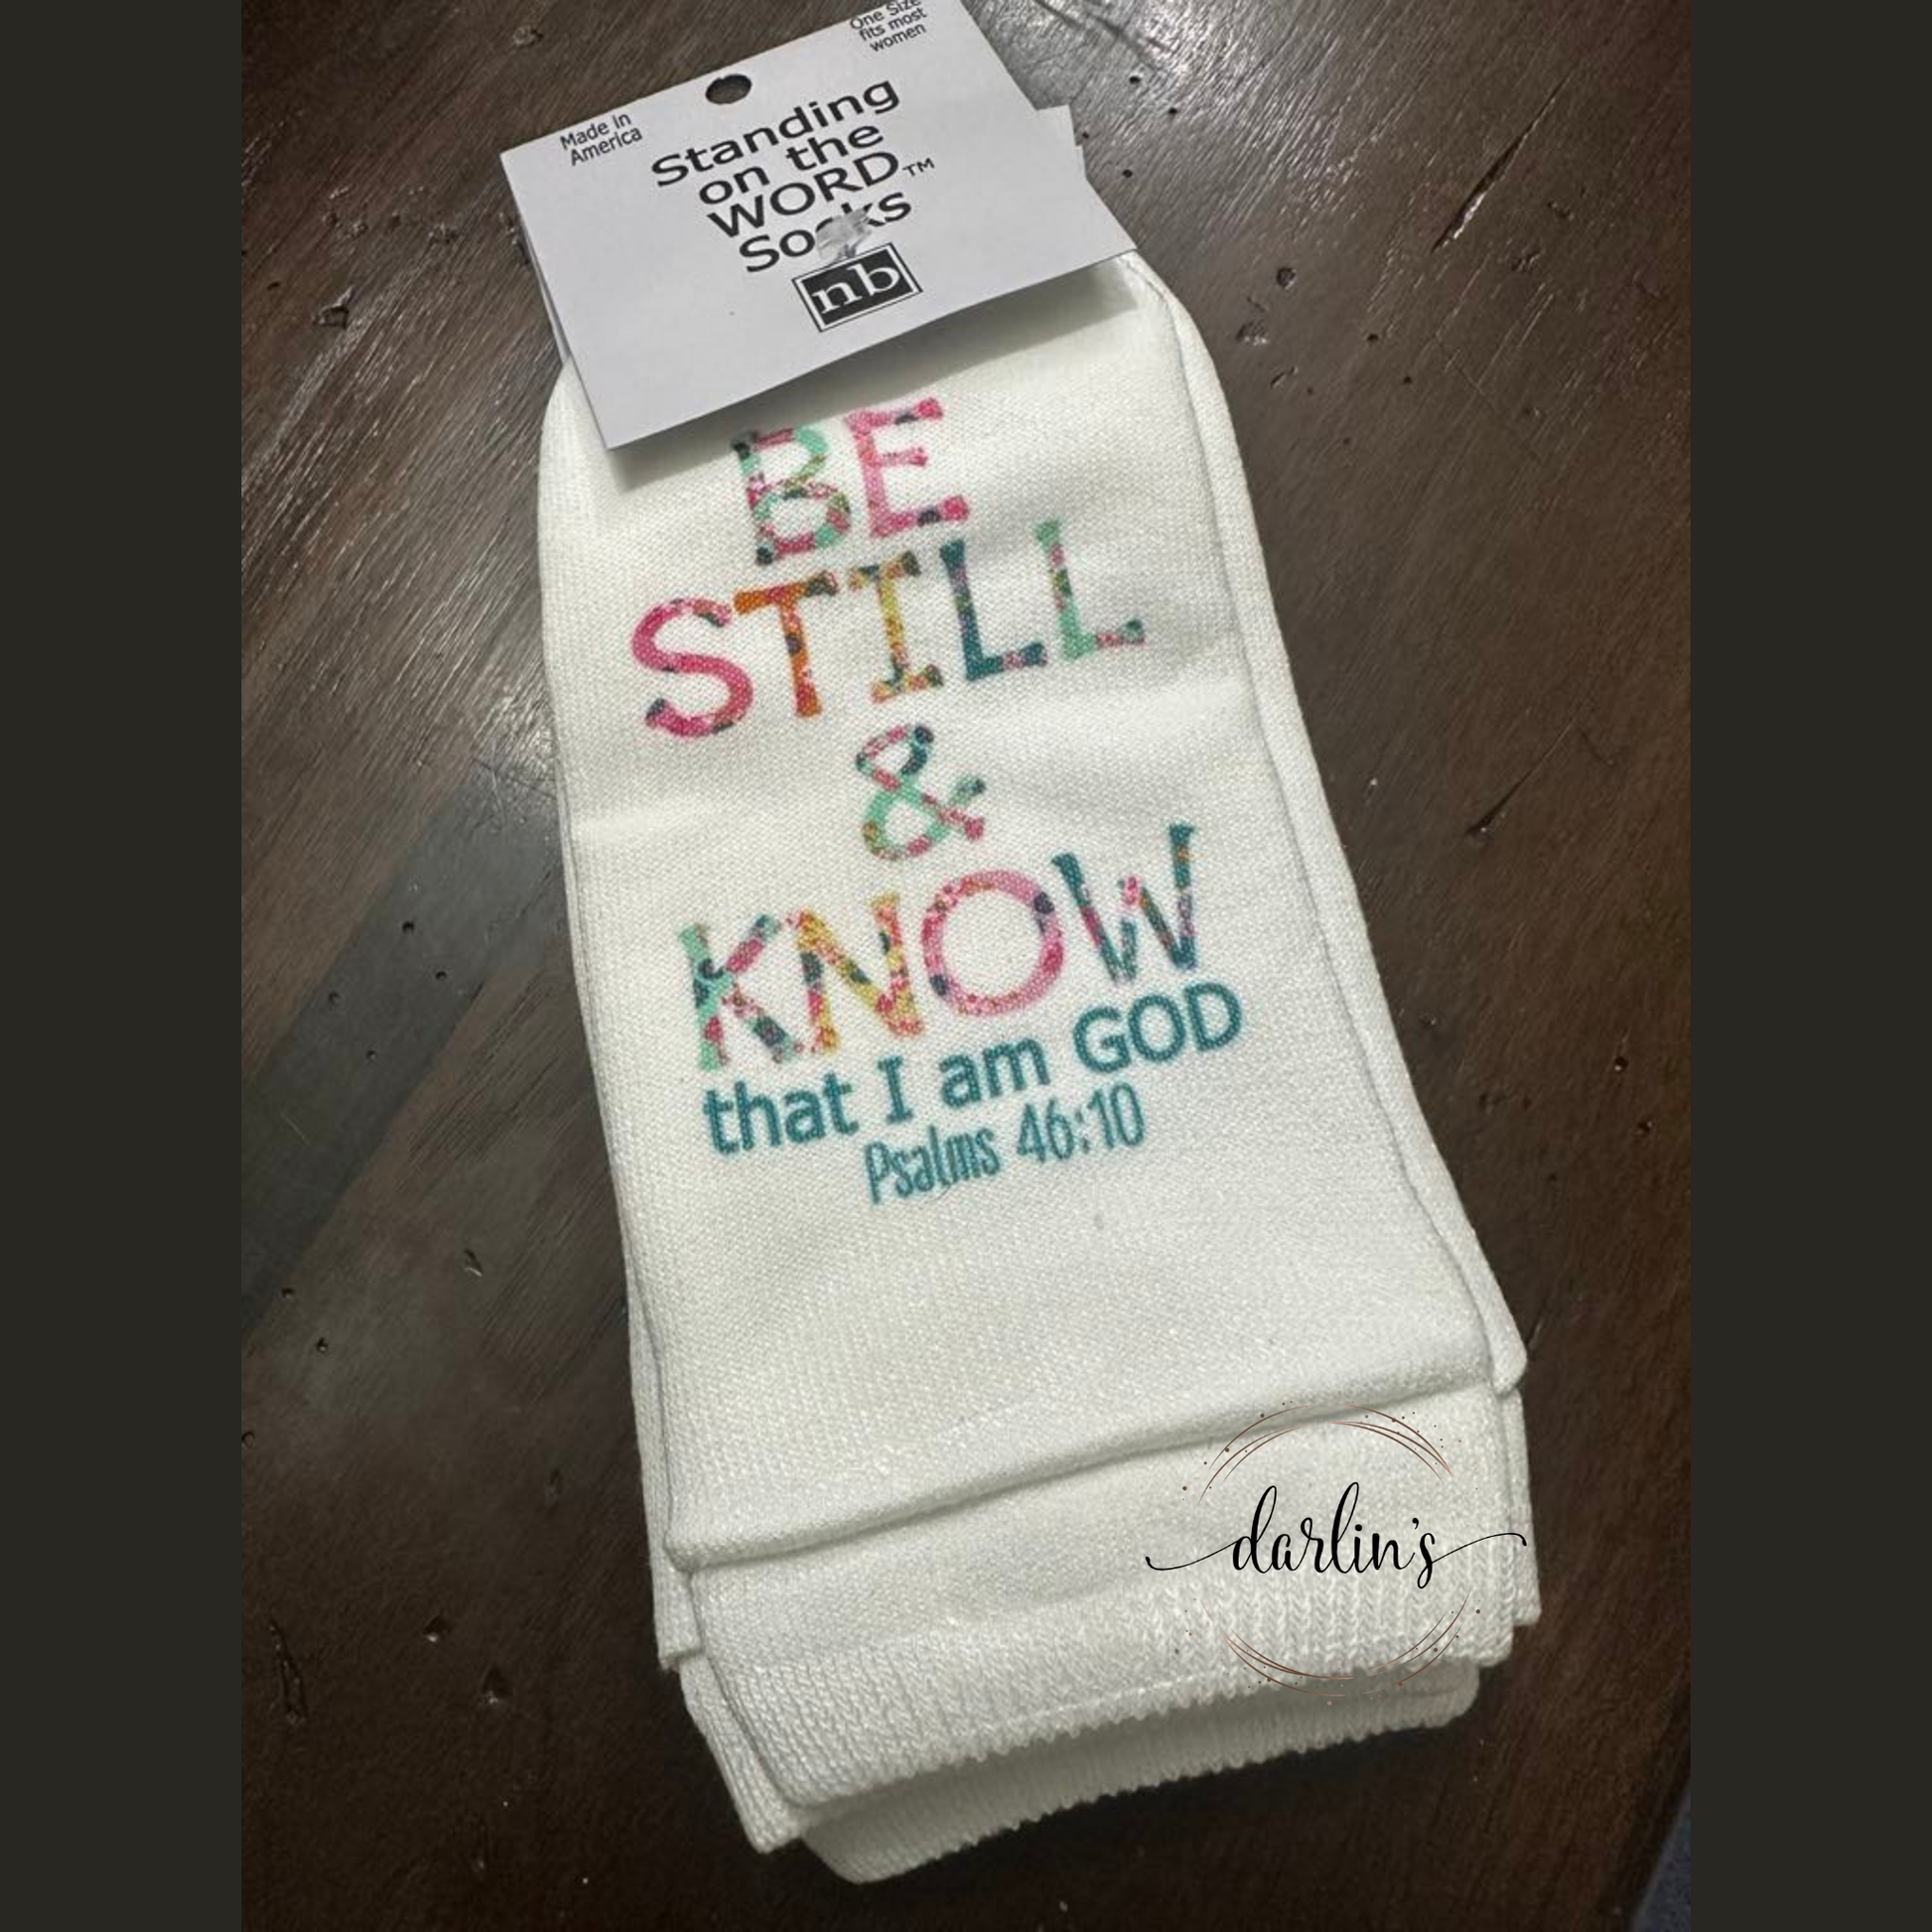 Made in
America
One Size
fits most
women
Standing
on the
WORD™
Socks
nb
BE
STILL
&
KNOW
that I am GOD
Psalms 46:10
darlin's